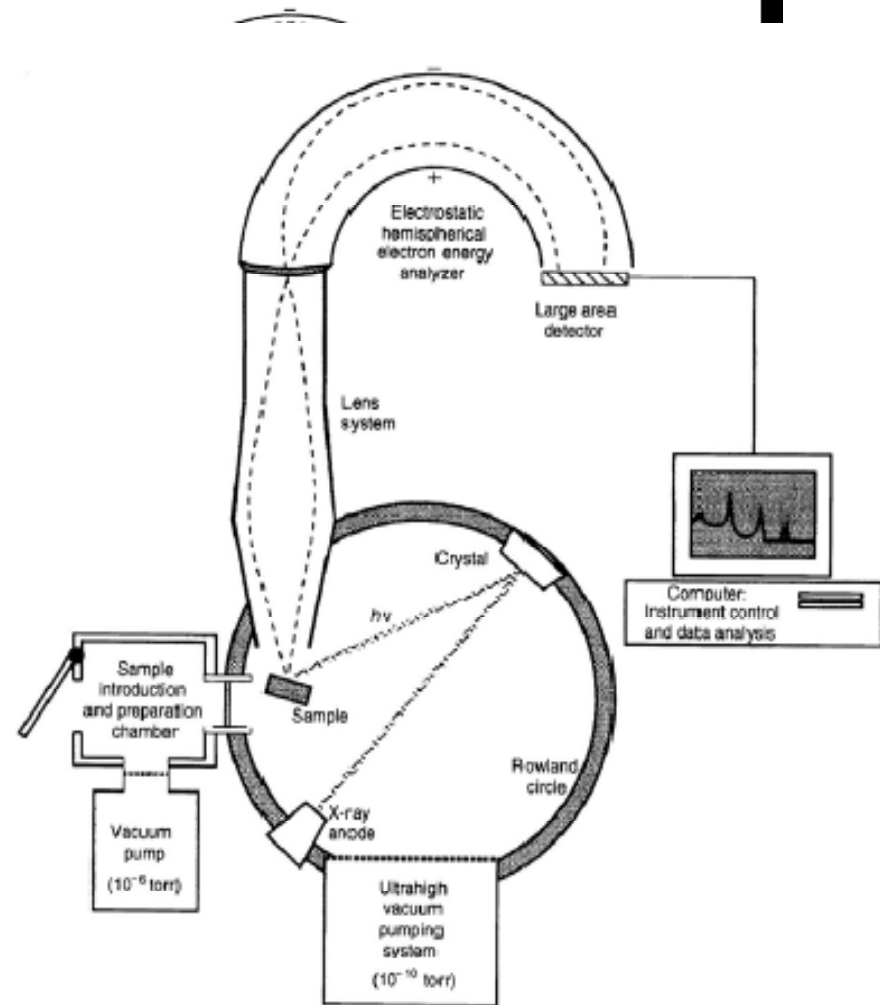 −
−
+
Electrostatic
hemispherical
electron energy
analyzer
Large area
detector
Lens
system
Crystal
hν
Computer:
Instrument control
and data analysis
Sample
introduction
and preparation
chamber
Sample
Rowland
circle
X-ray
anode
Vacuum
pump
(10⁻⁶ torr)
Ultrahigh
vacuum
pumping
system
(10⁻¹⁰ torr)